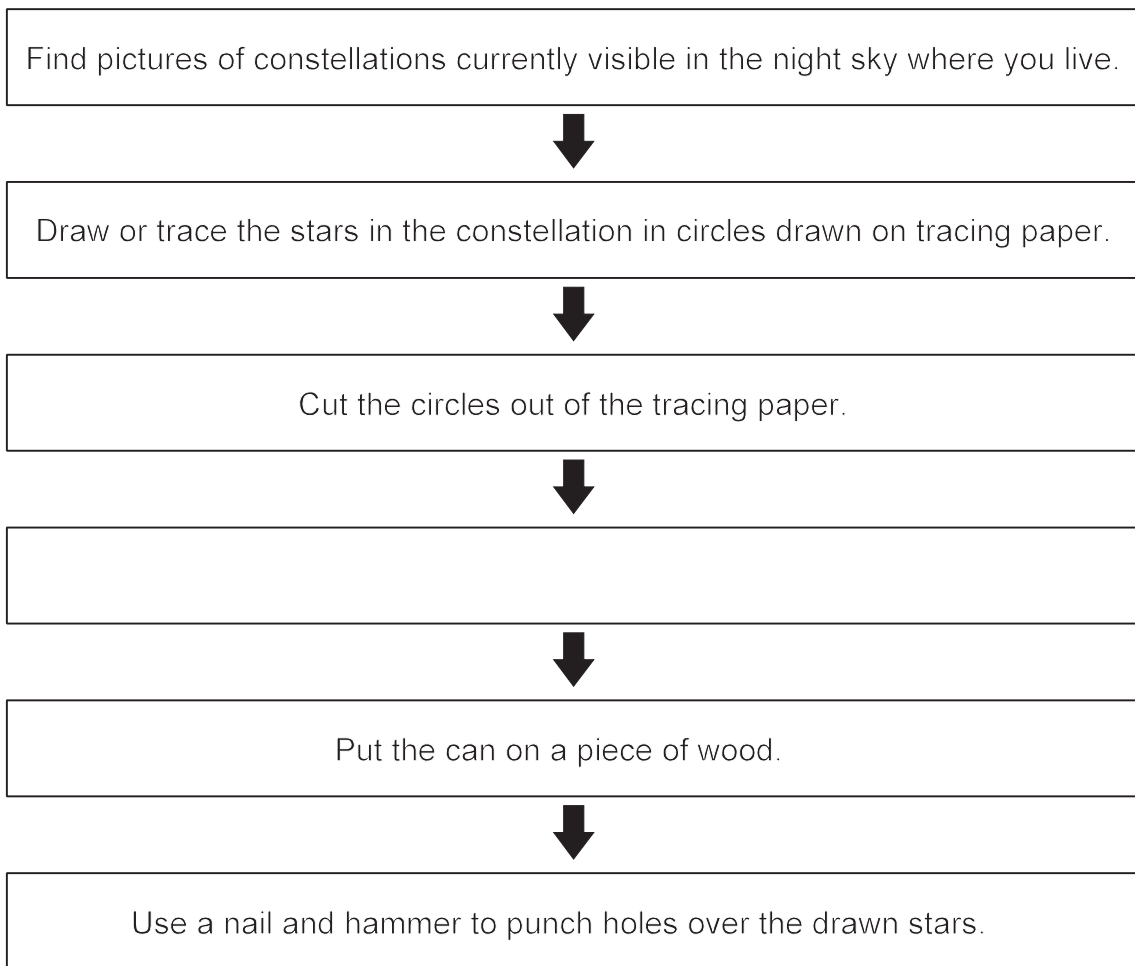 Find pictures of constellations currently visible in the night sky where you live.
Draw or trace the stars in the constellation in circles drawn on tracing paper.
Cut the circles out of the tracing paper.
Put the can on a piece of wood.
Use a nail and hammer to punch holes over the drawn stars.